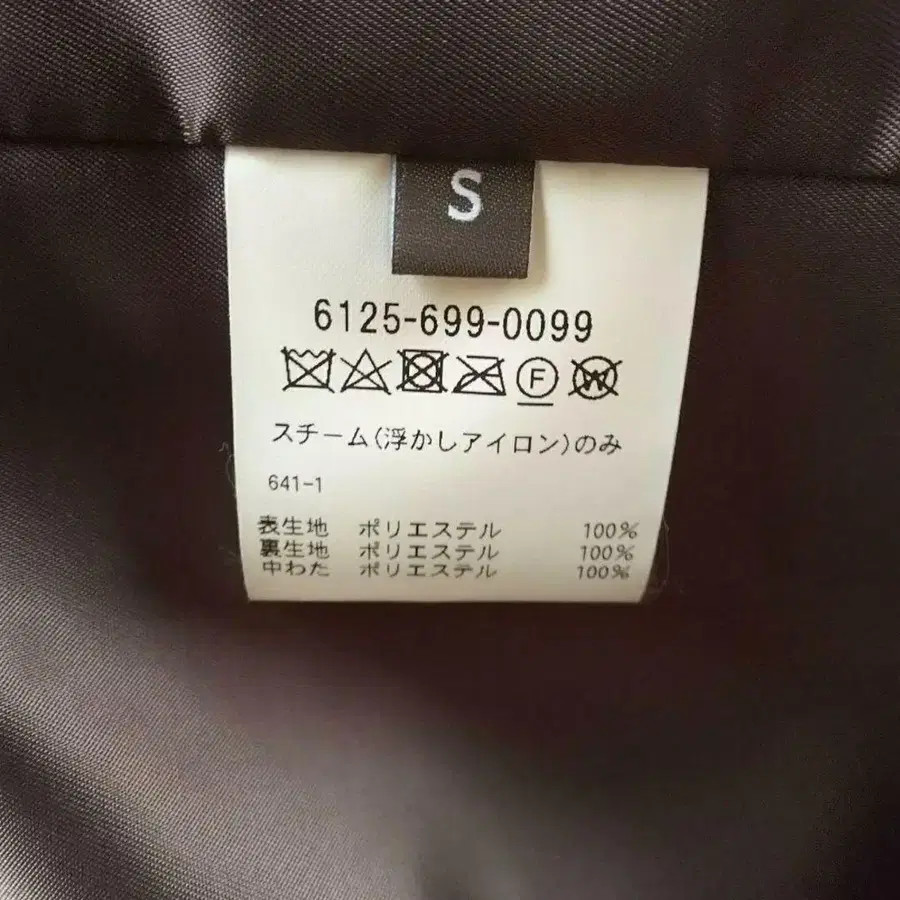 S
6125-699-0099
F W
スチーム(浮かしアイロン)のみ
641-1
表生地 ポリエステル 100%
裏生地 ポリエステル 100%
中わた ポリエステル 100%